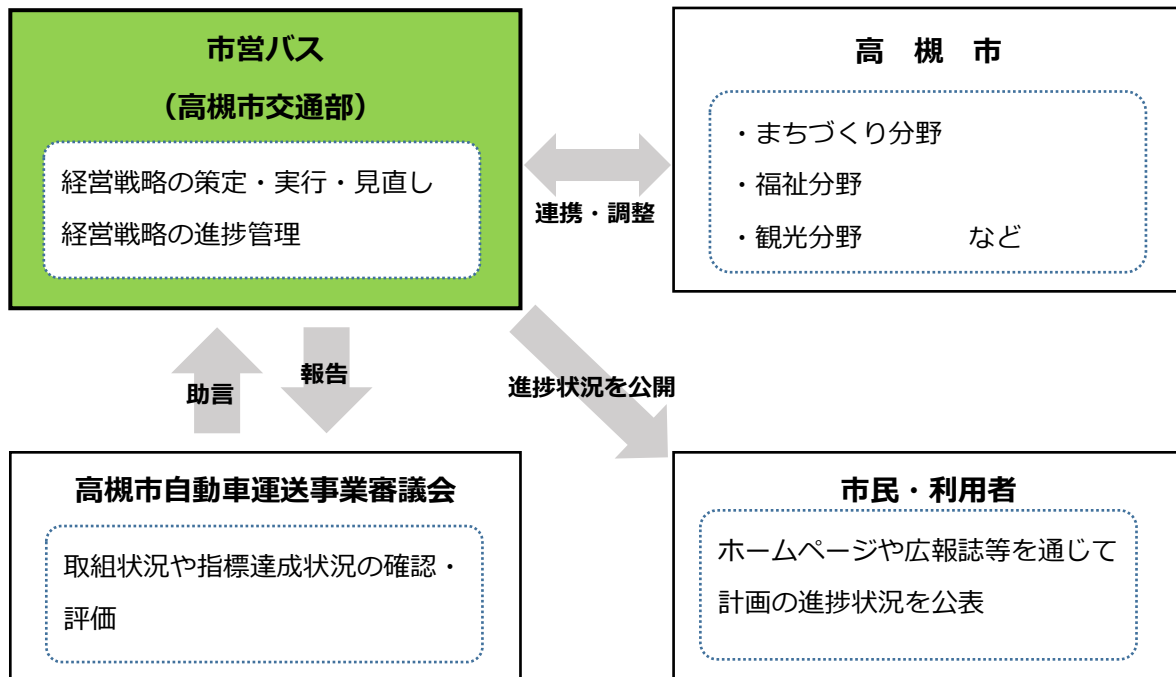 市営バス
（高槻市交通部）
経営戦略の策定・実行・見直し
経営戦略の進捗管理
高　槻　市
・まちづくり分野
・福祉分野
・観光分野　　　　など
連携・調整
助言
報告
進捗状況を公開
高槻市自動車運送事業審議会
取組状況や指標達成状況の確認・
評価
市民・利用者
ホームページや広報誌等を通じて
計画の進捗状況を公表